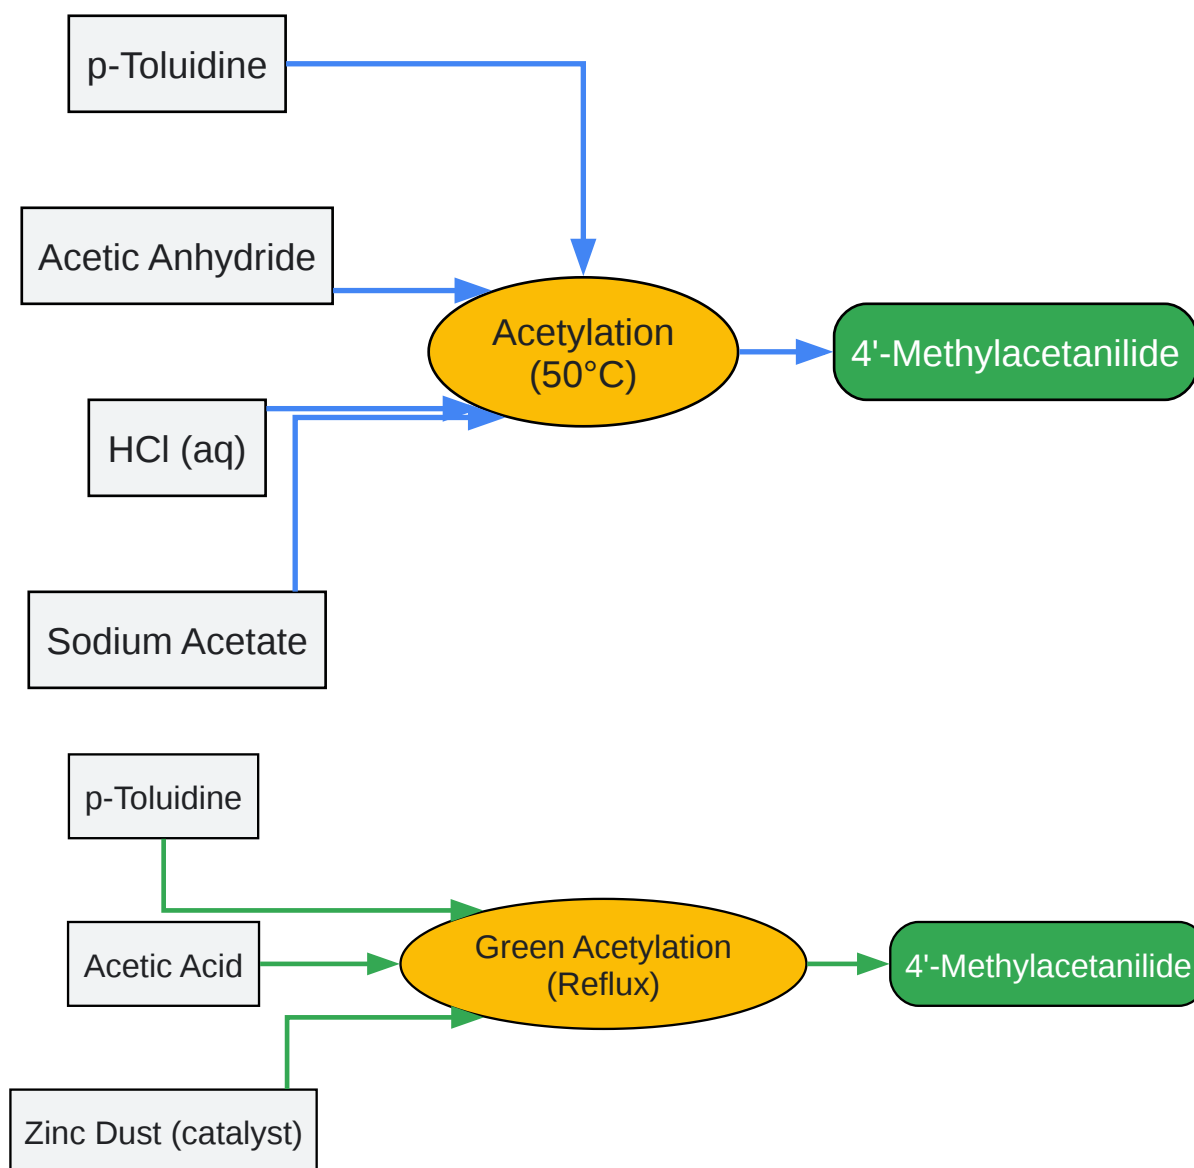 p-Toluidine
Acetic Anhydride
Acetylation
(50°C)
4'-Methylacetanilide
HCl (aq)
Sodium Acetate
p-Toluidine
Acetic Acid
Green Acetylation
(Reflux)
4'-Methylacetanilide
Zinc Dust (catalyst)